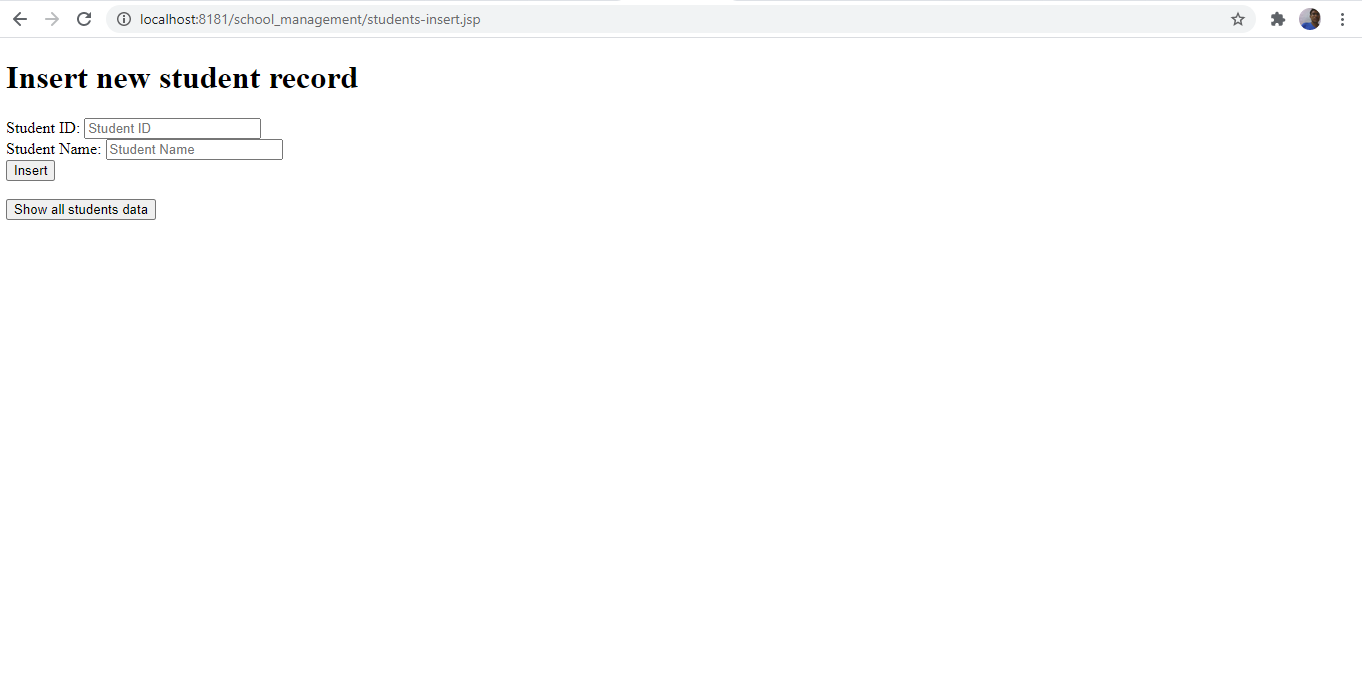 localhost:8181/school_management/students-insert.jsp
Insert new student record
Student ID: Student ID
Student Name: Student Name
Insert
Show all students data